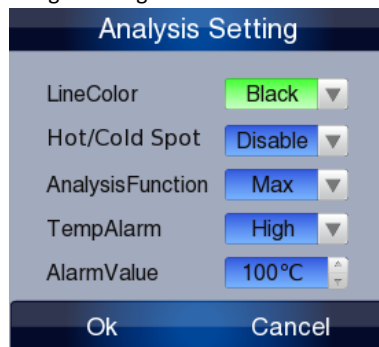 Analysis Setting
LineColor Black
Hot/Cold Spot Disable
AnalysisFunction Max
TempAlarm High
AlarmValue 100℃
Ok Cancel